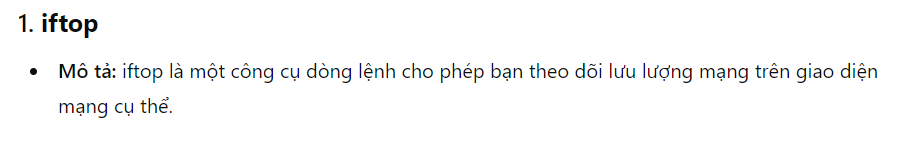 1. iftop
• Mô tả: iftop là một công cụ dòng lệnh cho phép bạn theo dõi lưu lượng mạng trên giao diện
mạng cụ thể.